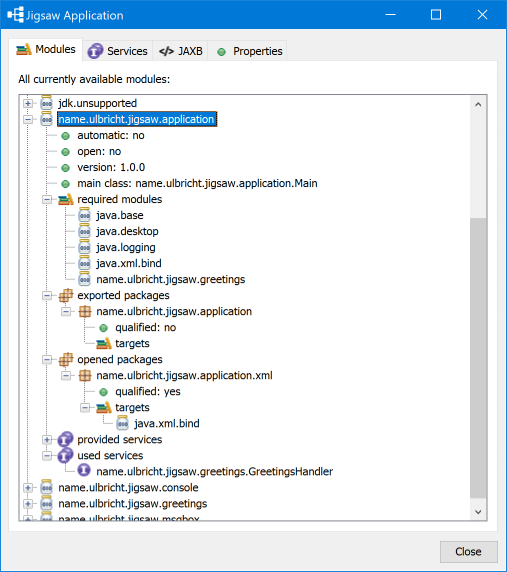 Jigsaw Application
Modules Services JAXB Properties
All currently available modules:
jdk.unsupported
name.ulbricht.jigsaw.application
automatic: no
open: no
version: 1.0.0
main class: name.ulbricht.jigsaw.application.Main
required modules
java.base
java.desktop
java.logging
java.xml.bind
name.ulbricht.jigsaw.greetings
exported packages
name.ulbricht.jigsaw.application
qualified: no
targets
opened packages
name.ulbricht.jigsaw.application.xml
qualified: yes
targets
java.xml.bind
provided services
used services
name.ulbricht.jigsaw.greetings.GreetingsHandler
name.ulbricht.jigsaw.console
name.ulbricht.jigsaw.greetings
name.ulbricht.jigsaw.msgbox
Close